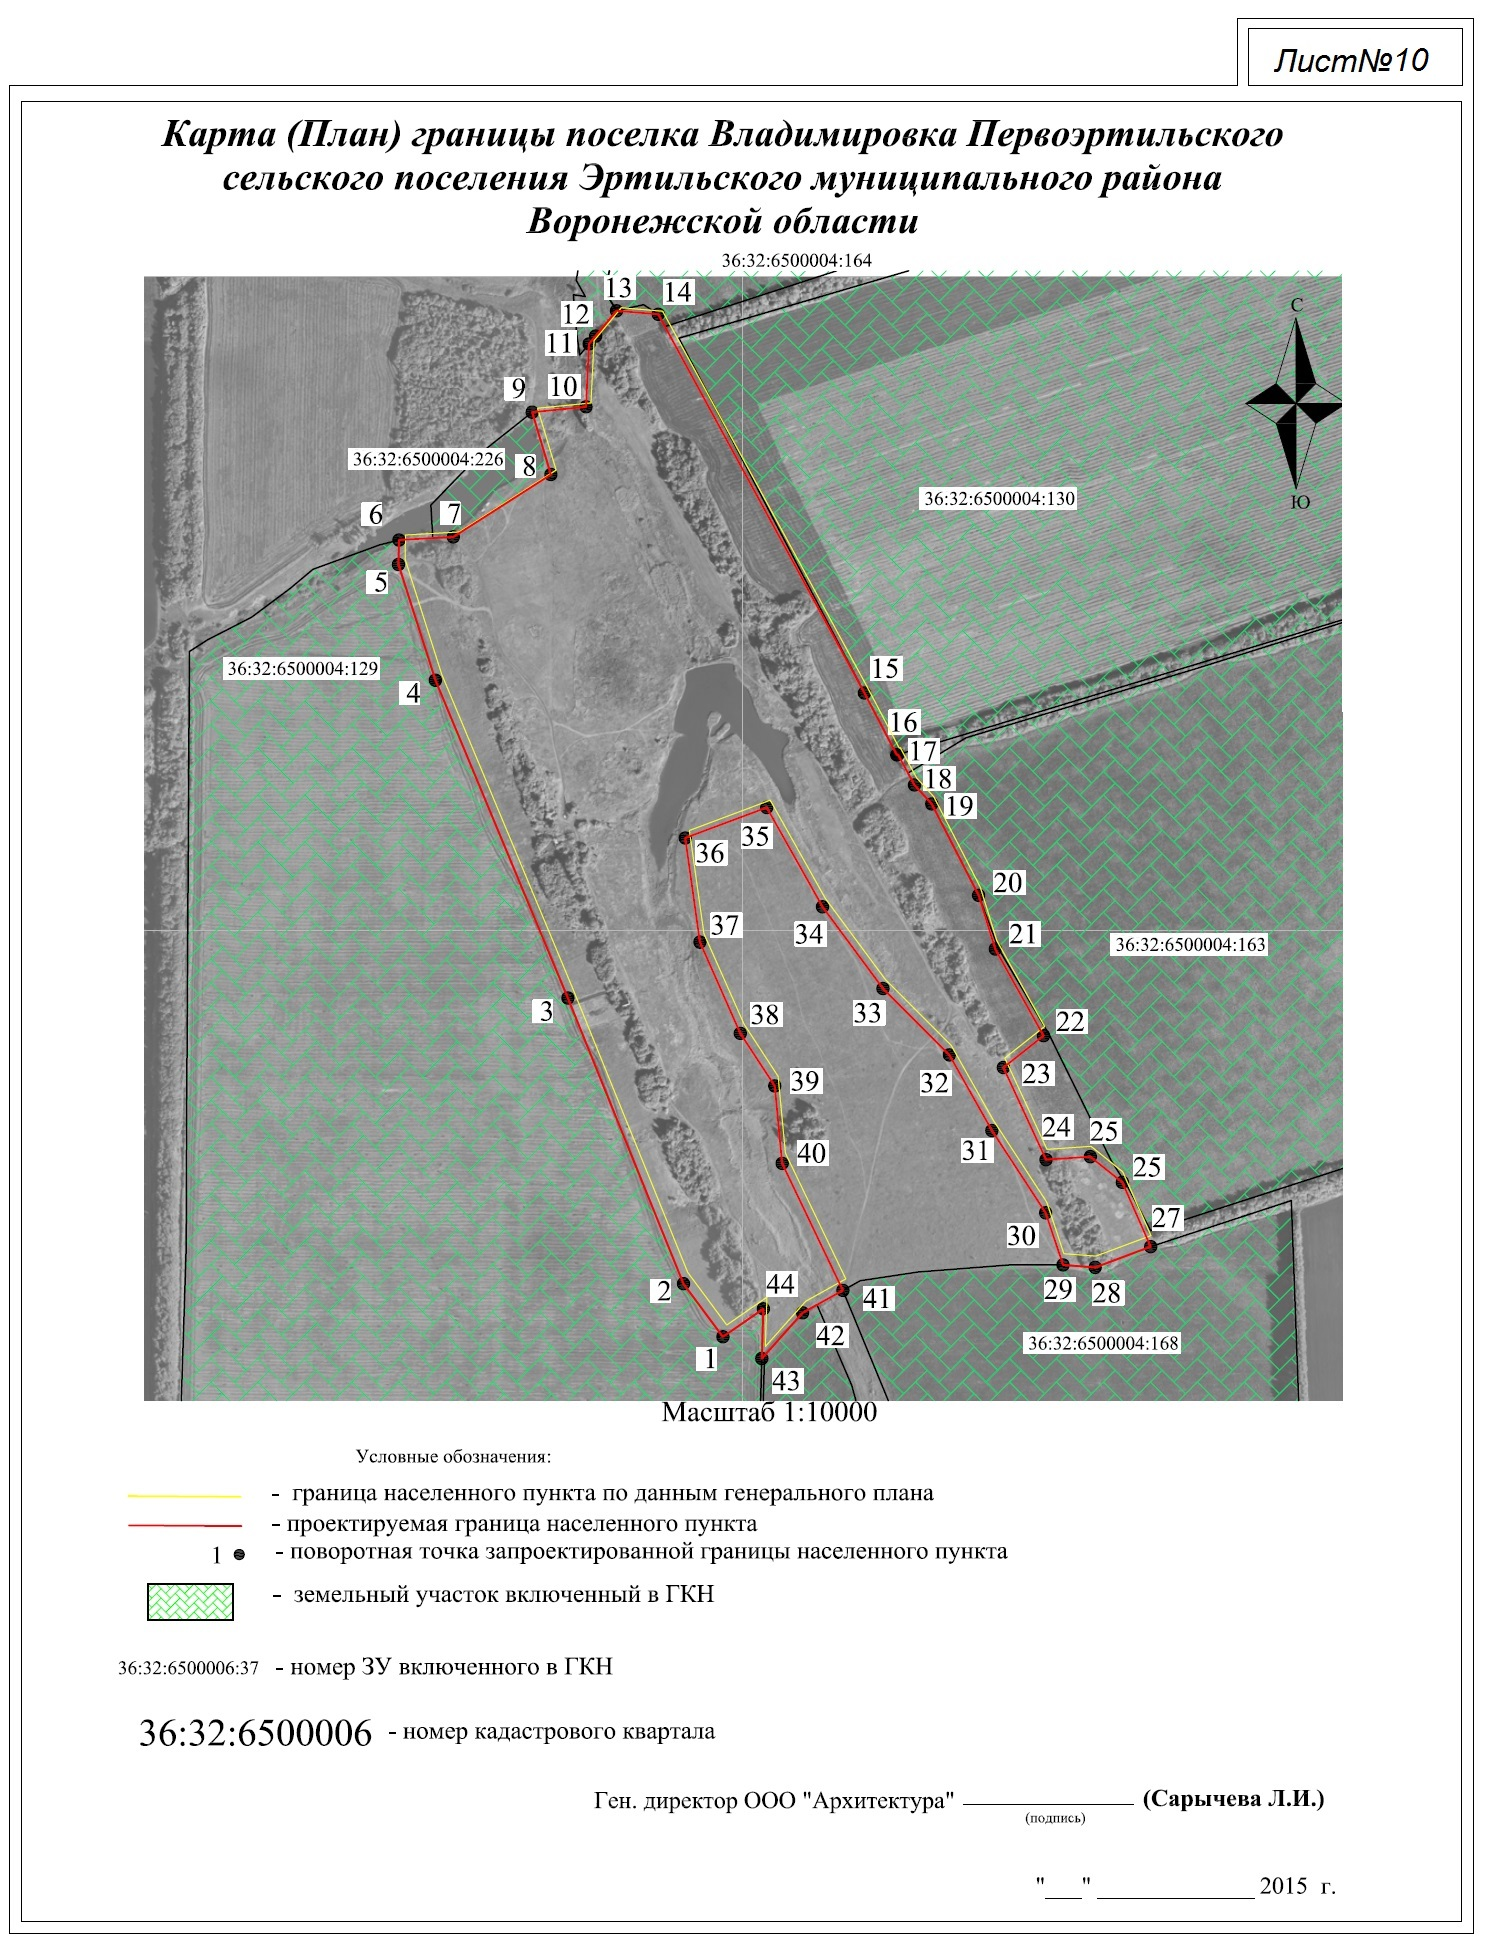 Лист№10
Карта (План) границы поселка Владимировка Первоэртильского
сельского поселения Эртильского муниципального района
Воронежской области
36:32:6500004:164
13
14
12
11
С
10
9
36:32:6500004:226
8
36:32:6500004:130
Ю
6
7
5
36:32:6500004:129
4
15
16
17
18
19
35
36
20
34
37
21
36:32:6500004:163
33
3
38
22
32
23
39
31
24
25
40
25
30
27
29
28
2
44
41
42
36:32:6500004:168
1
43
Масштаб 1:10000
Условные обозначения:
- граница населенного пункта по данным генерального плана
- проектируемая граница населенного пункта
1 - поворотная точка запроектированной границы населенного пункта
- земельный участок включенный в ГКН
36:32:6500006:37 - номер ЗУ включенного в ГКН
36:32:6500006 - номер кадастрового квартала
Ген. директор ООО "Архитектура" ______________ (Сарычева Л.И.)
(подпись)
"___" _____________ 2015 г.